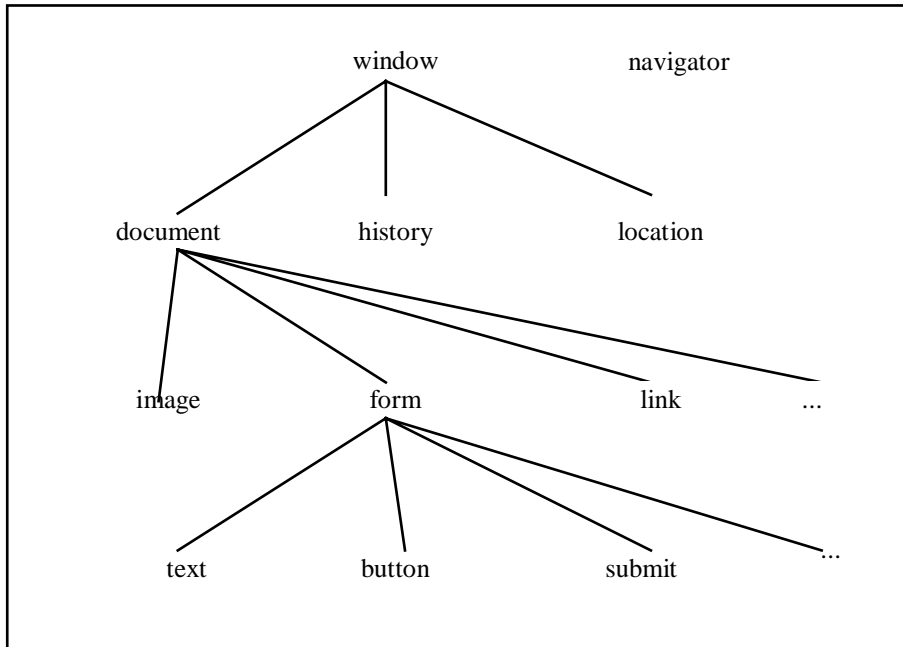 window navigator
document history location
image form link ...
text button submit ...